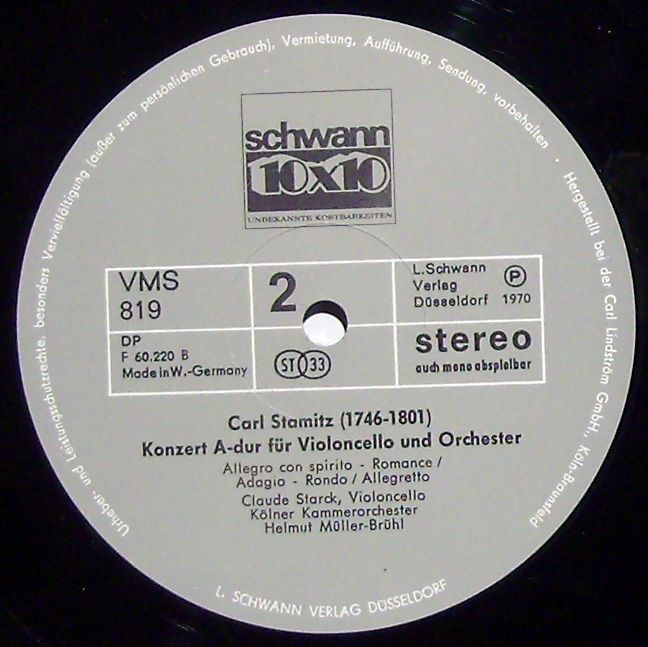 Urheber- und Leistungsschutzrechte, besonders Vervielfältigung (außer zum persönlichen Gebrauch), Vermietung, Aufführung, Sendung, vorbehalten · Hergestellt bei der Carl Lindström GmbH., Köln-Braunsfeld
schwann
10x10
UNBEKANNTE KOSTBARKEITEN
VMS
819
2
L. Schwann
Verlag
Düsseldorf
℗
1970
DP
F 60.220 B
Made in W.-Germany
ST 33
stereo
auch mono abspielbar
Carl Stamitz (1746-1801)
Konzert A-dur für Violoncello und Orchester
Allegro con spirito - Romance /
Adagio - Rondo / Allegretto
Claude Starck, Violoncello
Kölner Kammerorchester
Helmut Müller-Brühl
L. SCHWANN VERLAG DÜSSELDORF